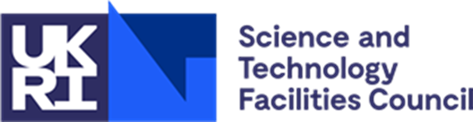 UK
RI
Science and
Technology
Facilities Council